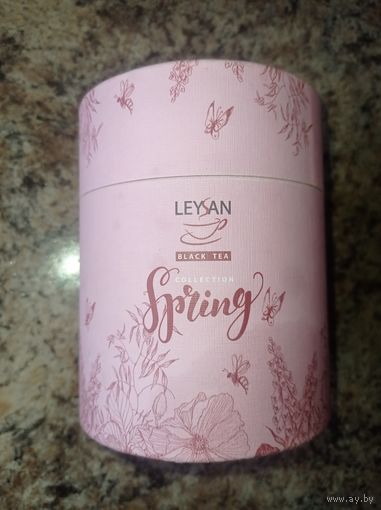 LEYSAN
BLACK TEA
COLLECTION
Spring
www.ay.by